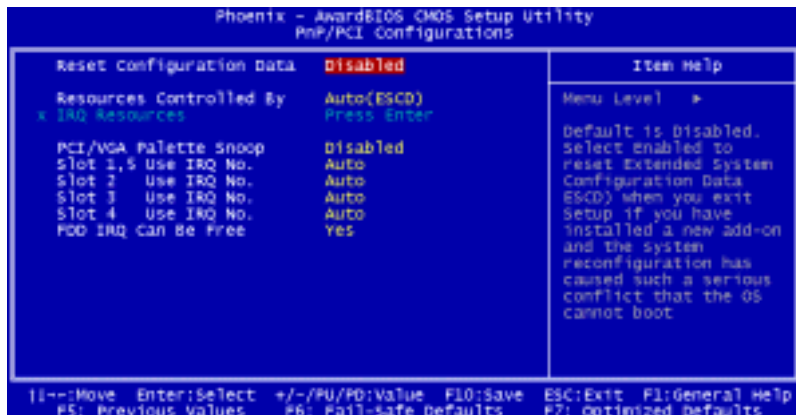 Phoenix - AwardBIOS CMOS Setup Utility
PnP/PCI Configurations
Reset Configuration Data Disabled
Resources Controlled By Auto(ESCD)
x IRQ Resources Press Enter
PCI/VGA Palette Snoop Disabled
Slot 1,5 Use IRQ No. Auto
Slot 2 Use IRQ No. Auto
Slot 3 Use IRQ No. Auto
Slot 4 Use IRQ No. Auto
FDD IRQ Can Be Free Yes
Item Help
Menu Level ►
Default is Disabled.
Select Enabled to
reset Extended System
Configuration Data
ESCD) when you exit
Setup if you have
installed a new add-on
and the system
reconfiguration has
caused such a serious
conflict that the OS
cannot boot
↑↓→←:Move Enter:Select +/-/PU/PD:Value F10:Save ESC:Exit F1:General Help
F5: Previous Values F6: Fail-Safe Defaults F7: Optimized Defaults